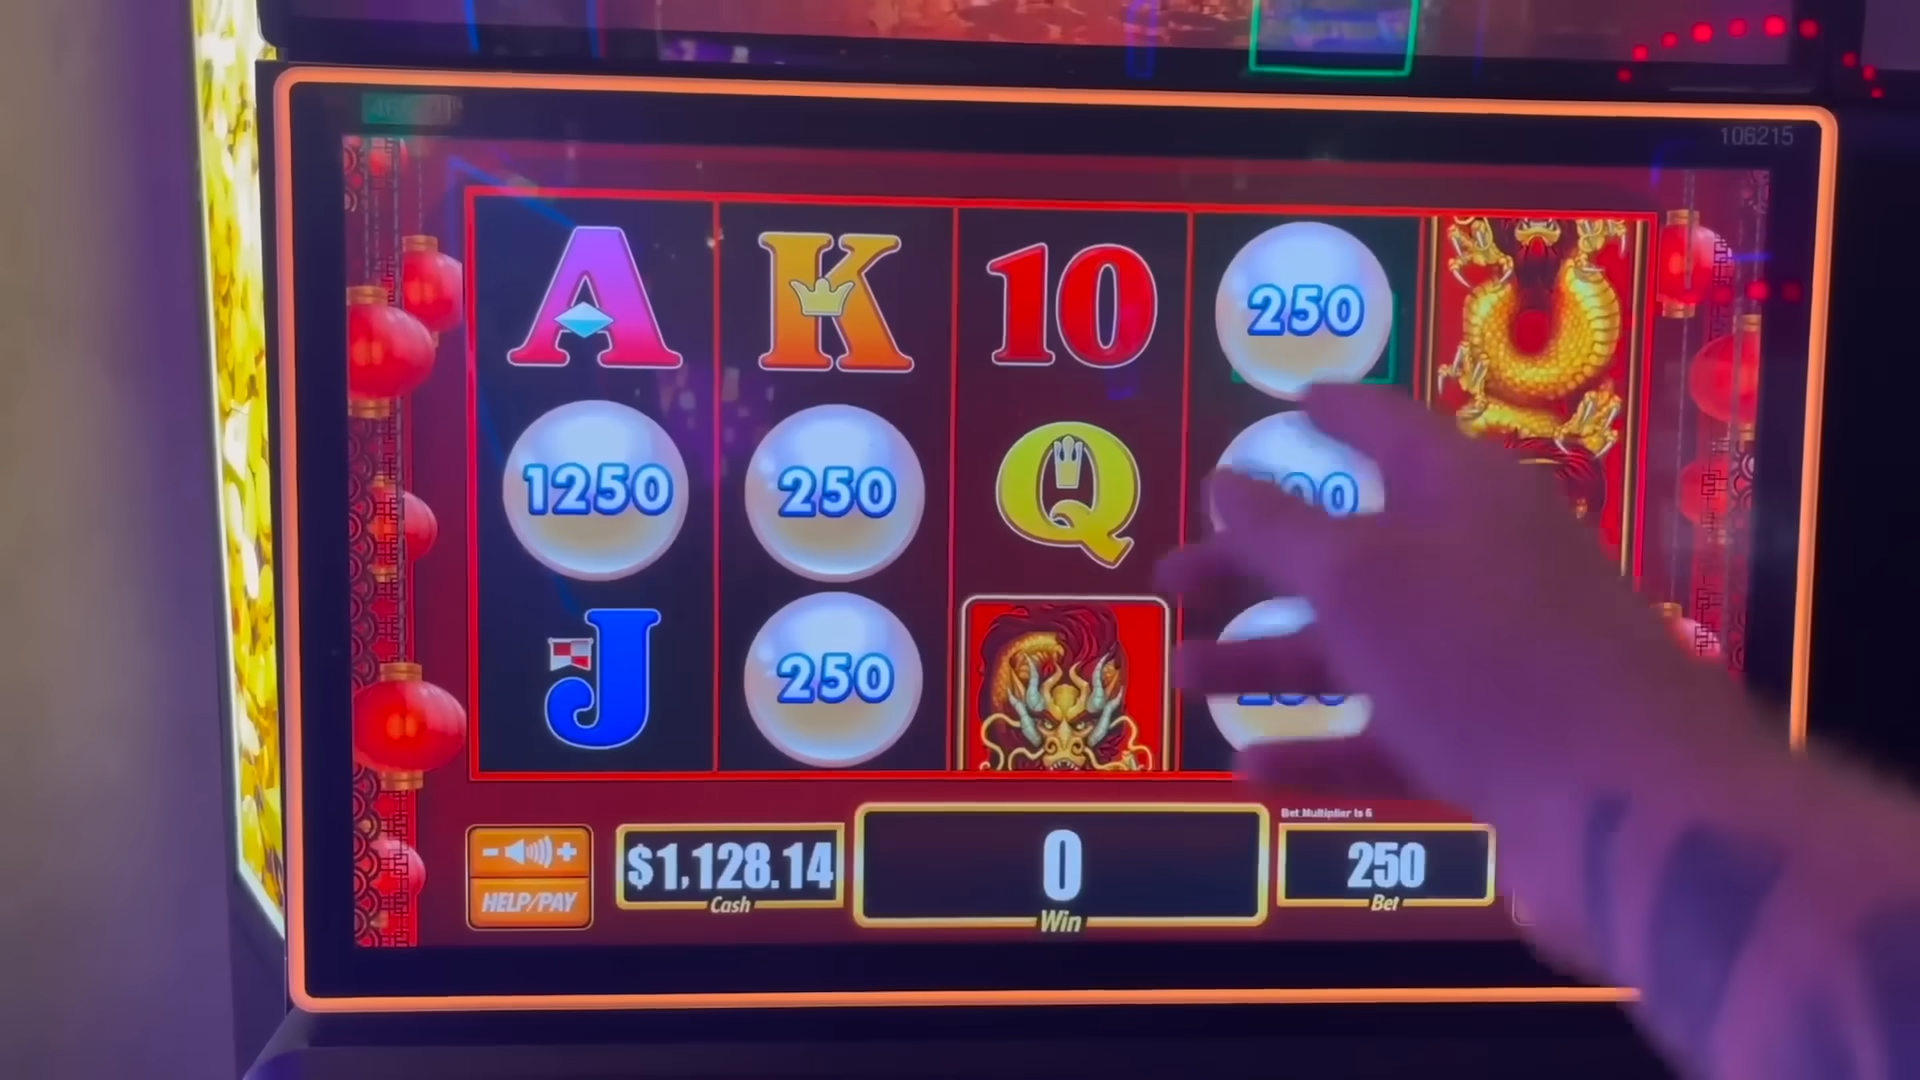 106215
A K 10 250
1250 250 Q
J 250
Bet Multiplier is 6
- +
HELP/PAY
$1,128.14
Cash
0
Win
250
Bet